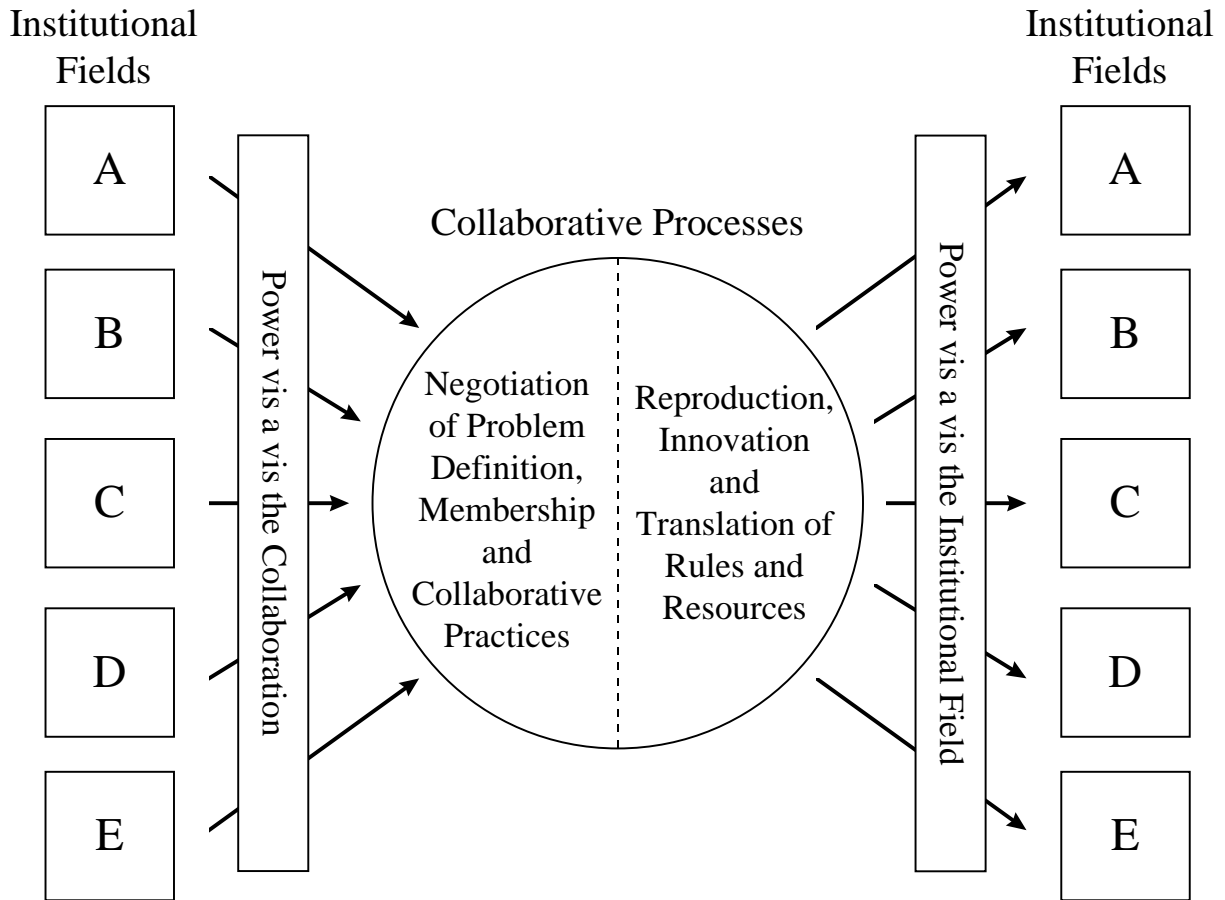 Institutional
Fields
A
B
C
D
E
Power vis a vis the Collaboration
Collaborative Processes
Negotiation
of Problem
Definition,
Membership
and
Collaborative
Practices
Reproduction,
Innovation
and
Translation of
Rules and
Resources
Power vis a vis the Institutional Field
Institutional
Fields
A
B
C
D
E